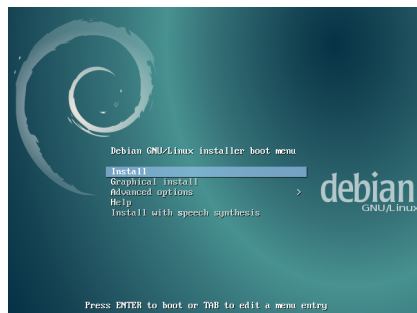 Debian GNU/Linux installer boot menu
Install
Graphical install
Advanced options >
Help
Install with speech synthesis
debian
GNU/Linux
Press ENTER to boot or TAB to edit a menu entry